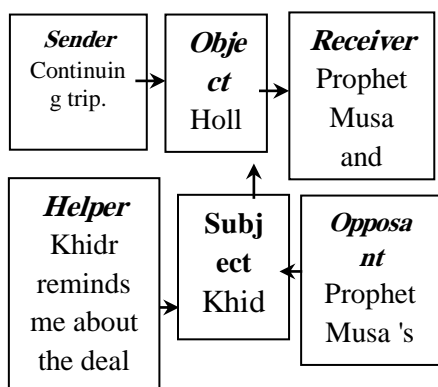 Sender
Continuin
g trip.
Obje
ct
Holl
Receiver
Prophet
Musa
and
Helper
Khidr
reminds
me about
the deal
Subj
ect
Khid
Opposa
nt
Prophet
Musa 's